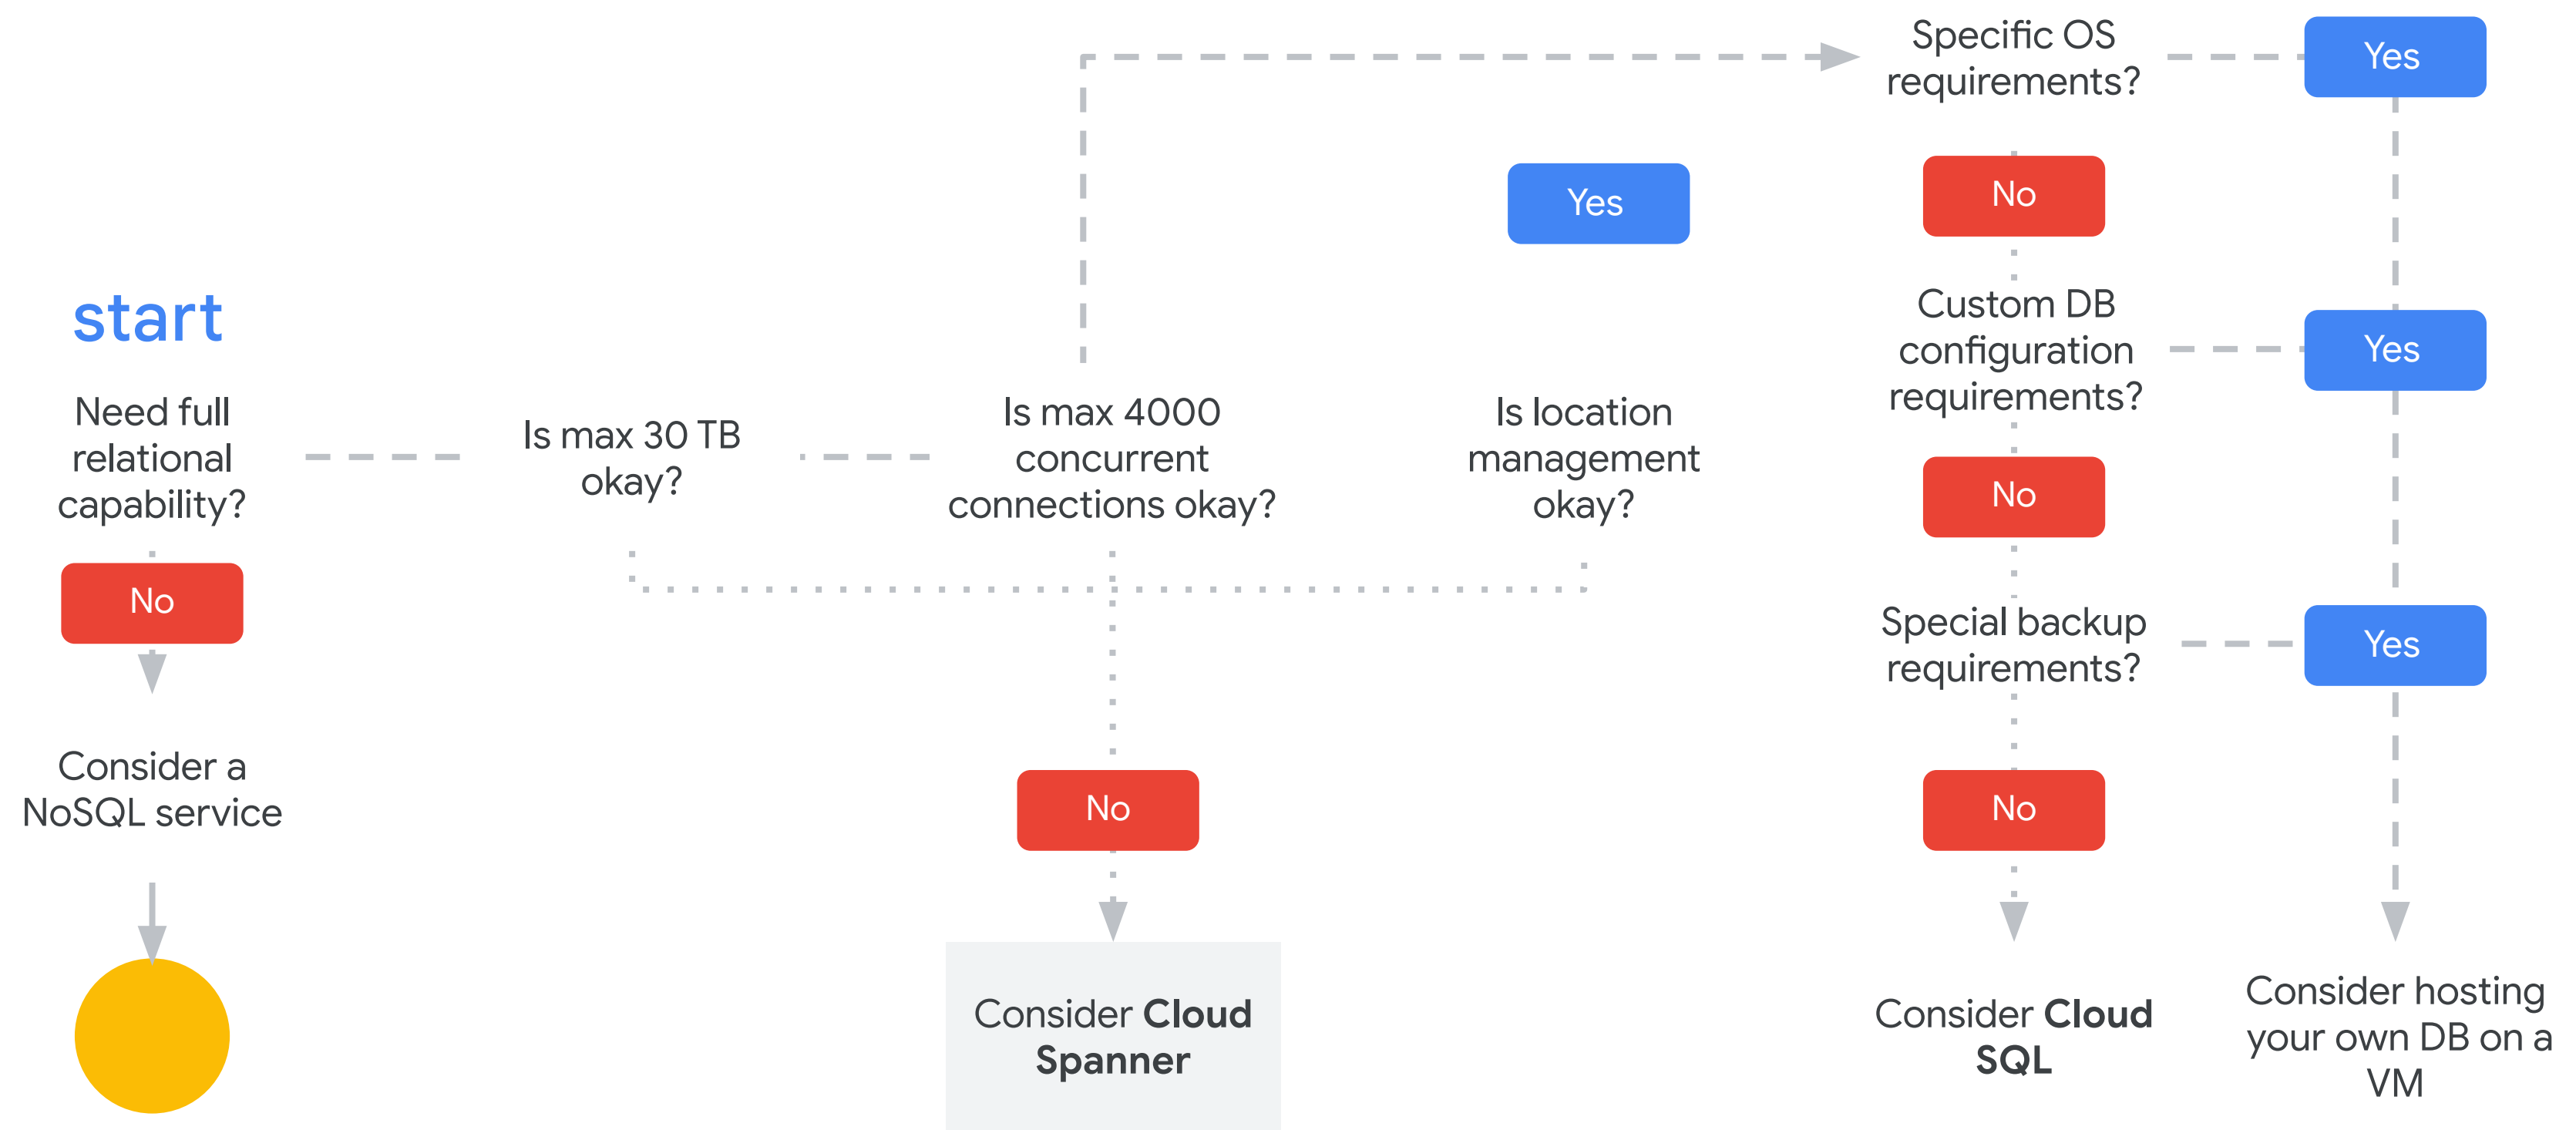 start
Need full
relational
capability?
No
Consider a
NoSQL service
Is max 30 TB
okay?
Is max 4000
concurrent
connections okay?
No
Consider Cloud
Spanner
Yes
Is location
management
okay?
Specific OS
requirements?
Yes
No
Custom DB
configuration
requirements?
Yes
No
Special backup
requirements?
Yes
No
Consider Cloud
SQL
Consider hosting
your own DB on a
VM